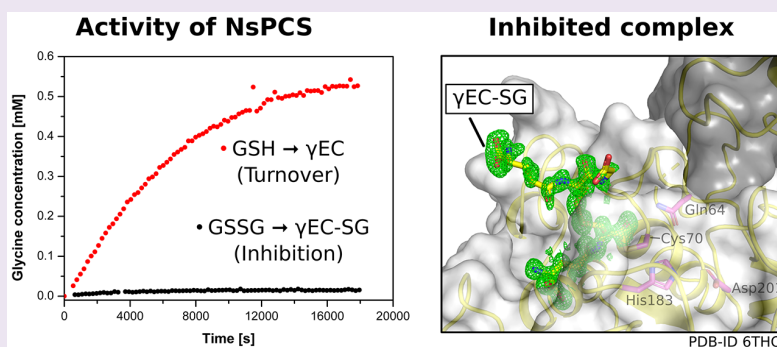 Activity of NsPCS
Glycine concentration [mM]
0.6
0.5
0.4
0.3
0.2
0.1
0.0
GSH → γEC
(Turnover)
GSSG → γEC-SG
(Inhibition)
0
4000
8000
12000
16000
20000
Time [s]
Inhibited complex
γEC-SG
Gln64
Cys70
Asp201
His183
PDB-ID 6THO